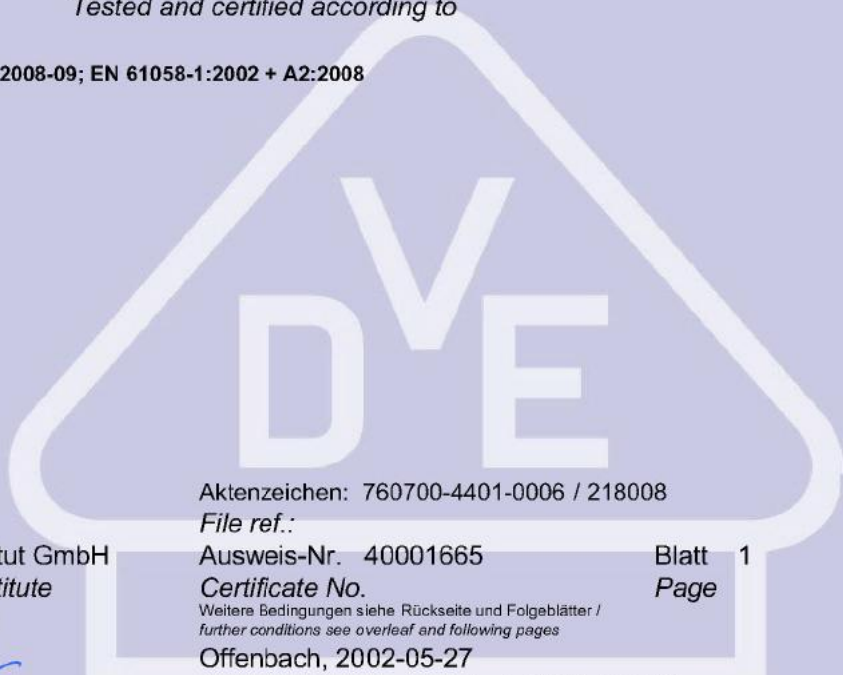 Tested and certified according to
2008-09; EN 61058-1:2002 + A2:2008
VDE
Aktenzeichen: 760700-4401-0006 / 218008
File ref.:
tut GmbH Ausweis-Nr. 40001665 Blatt 1
titute Certificate No. Page
Weitere Bedingungen siehe Rückseite und Folgeblätter /
further conditions see overleaf and following pages
Offenbach, 2002-05-27